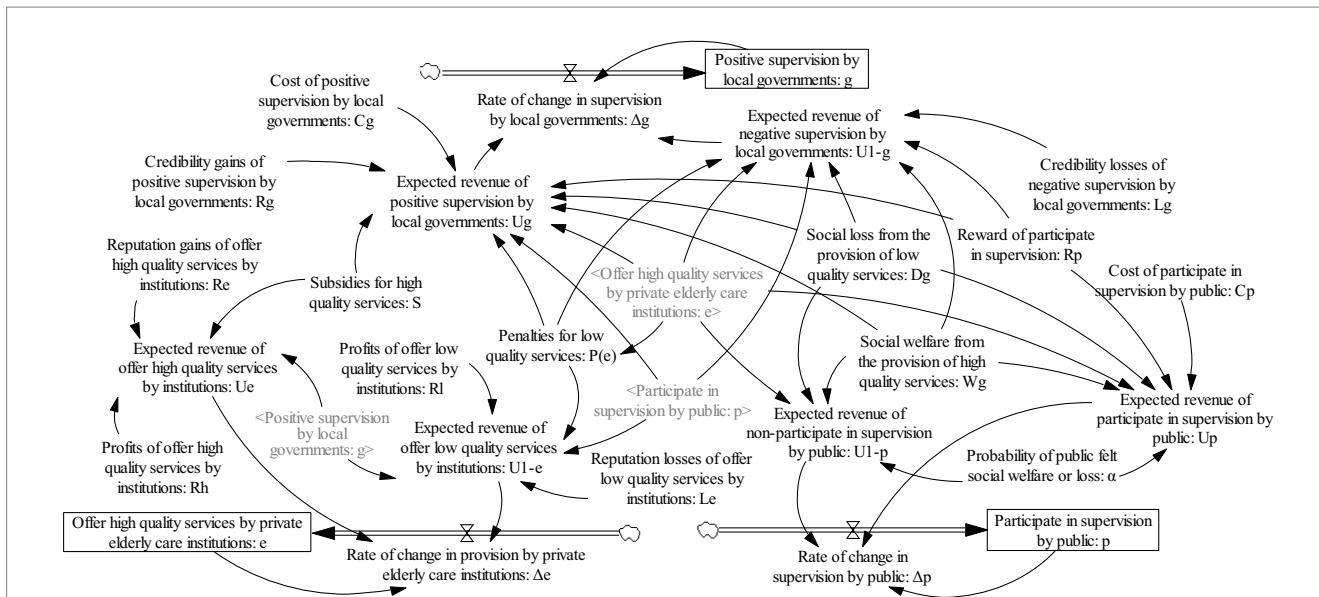 Positive supervision by
local governments: g
Cost of positive
supervision by local
governments: Cg
Rate of change in supervision
by local governments: Δg
Expected revenue of
negative supervision by
local governments: U1-g
Credibility gains of
positive supervision by
local governments: Rg
Expected revenue of
positive supervision by
local governments: Ug
Credibility losses of
negative supervision by
local governments: Lg
Reputation gains of offer
high quality services by
institutions: Re
Subsidies for high
quality services: S
<Offer high quality services
by private elderly care
institutions: e>
Social loss from the
provision of low
quality services: Dg
Reward of participate
in supervision: Rp
Cost of participate in
supervision by public: Cp
Expected revenue of
offer high quality services
by institutions: Ue
Profits of offer low
quality services by
institutions: Rl
Penalties for low
quality services: P(e)
Social welfare from
the provision of high
quality services: Wg
<Participate in
supervision by public: p>
<Positive supervision
by local
governments: g>
Expected revenue of
offer low quality services
by institutions: U1-e
Expected revenue of
non-participate in supervision
by public: U1-p
Expected revenue of
participate in supervision by
public: Up
Profits of offer high
quality services by
institutions: Rh
Reputation losses of offer
low quality services by
institutions: Le
Probability of public felt
social welfare or loss: α
Offer high quality services by private
elderly care institutions: e
Rate of change in provision by private
elderly care institutions: Δe
Rate of change in
supervision by public: Δp
Participate in supervision
by public: p